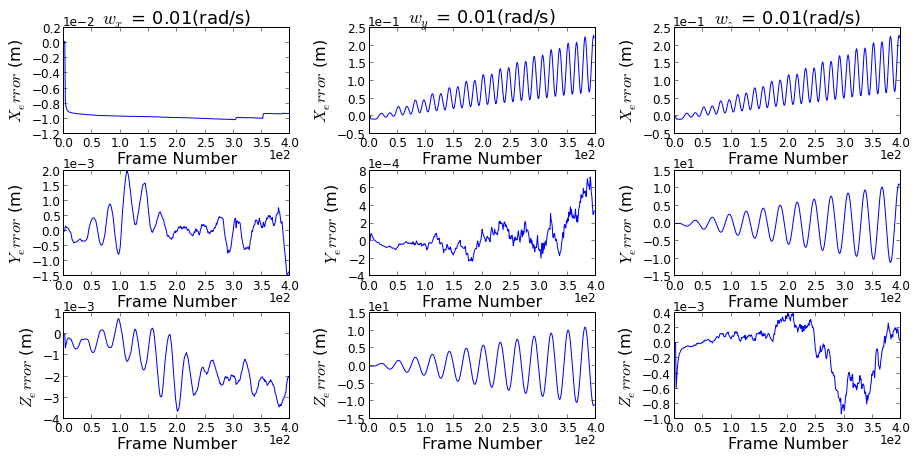 w_x = 0.01(rad/s)
w_y = 0.01(rad/s)
w_z = 0.01(rad/s)
1e−2
X_error (m)
0.2
0.0
−0.2
−0.4
−0.6
−0.8
−1.0
−1.2
0.0 0.5 1.0 1.5 2.0 2.5 3.0 3.5 4.0
1e2
Frame Number
1e−1
X_error (m)
2.5
2.0
1.5
1.0
0.5
0.0
−0.5
0.0 0.5 1.0 1.5 2.0 2.5 3.0 3.5 4.0
1e2
Frame Number
1e−1
X_error (m)
2.5
2.0
1.5
1.0
0.5
0.0
−0.5
0.0 0.5 1.0 1.5 2.0 2.5 3.0 3.5 4.0
1e2
Frame Number
1e−3
Y_error (m)
2.0
1.5
1.0
0.5
0.0
−0.5
−1.0
−1.5
0.0 0.5 1.0 1.5 2.0 2.5 3.0 3.5 4.0
1e2
Frame Number
1e−4
Y_error (m)
8
6
4
2
0
−2
−4
0.0 0.5 1.0 1.5 2.0 2.5 3.0 3.5 4.0
1e2
Frame Number
1e1
Y_error (m)
1.5
1.0
0.5
0.0
−0.5
−1.0
−1.5
0.0 0.5 1.0 1.5 2.0 2.5 3.0 3.5 4.0
1e2
Frame Number
1e−3
Z_error (m)
1
0
−1
−2
−3
−4
0.0 0.5 1.0 1.5 2.0 2.5 3.0 3.5 4.0
1e2
Frame Number
1e1
Z_error (m)
1.5
1.0
0.5
0.0
−0.5
−1.0
−1.5
0.0 0.5 1.0 1.5 2.0 2.5 3.0 3.5 4.0
1e2
Frame Number
1e−3
Z_error (m)
0.4
0.2
0.0
−0.2
−0.4
−0.6
−0.8
−1.0
0.0 0.5 1.0 1.5 2.0 2.5 3.0 3.5 4.0
1e2
Frame Number